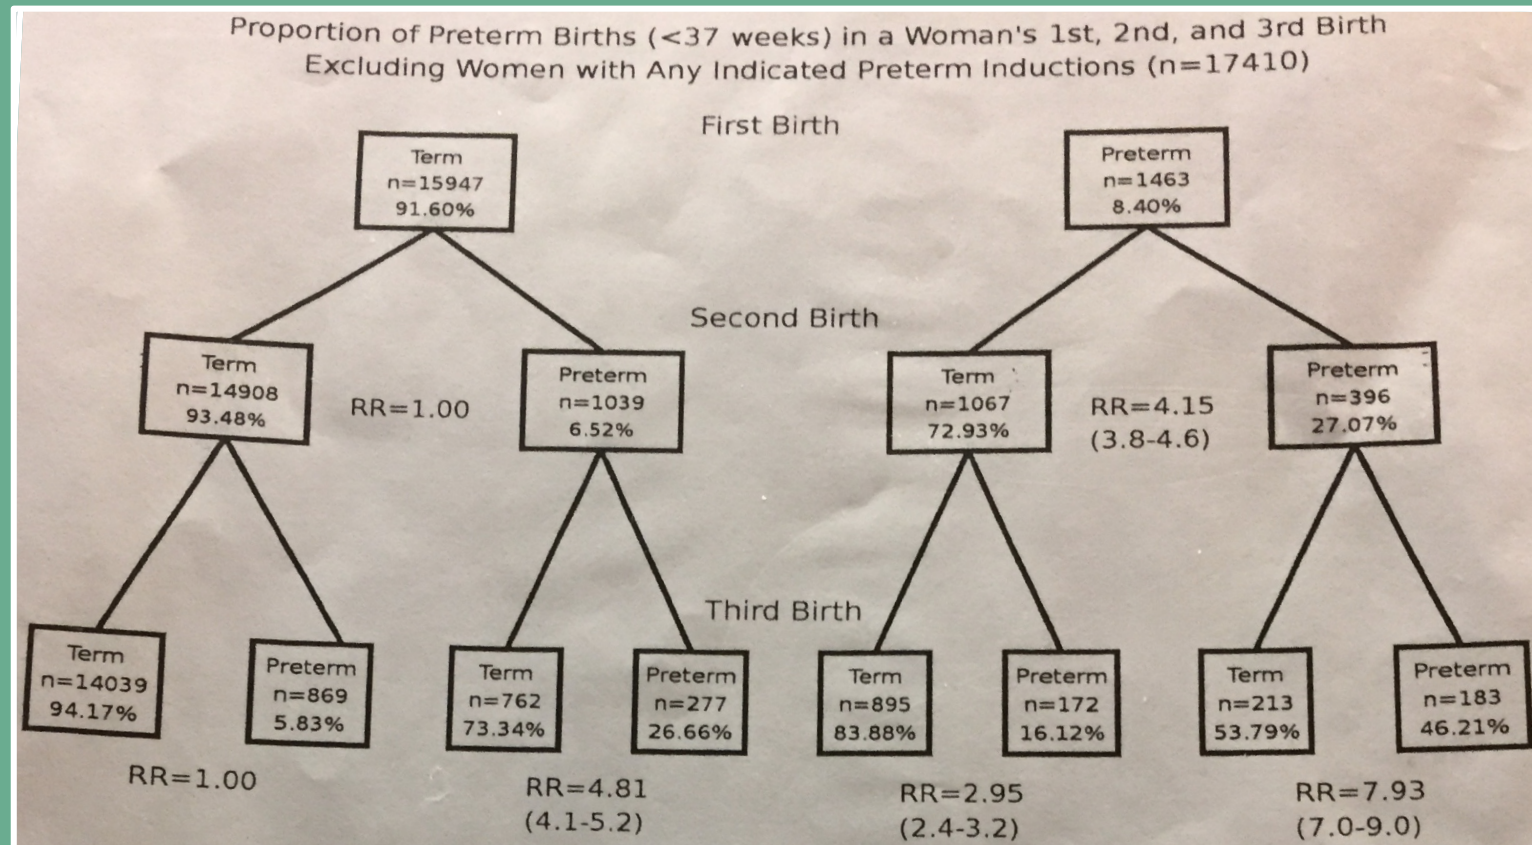 Proportion of Preterm Births (<37 weeks) in a Woman's 1st, 2nd, and 3rd Birth
Excluding Women with Any Indicated Preterm Inductions (n=17410)
First Birth
Term
n=15947
91.60%
Preterm
n=1463
8.40%
Second Birth
Term
n=14908
93.48%
RR=1.00
Preterm
n=1039
6.52%
Term
n=1067
72.93%
RR=4.15
(3.8-4.6)
Preterm
n=396
27.07%
Third Birth
Term
n=14039
94.17%
Preterm
n=869
5.83%
Term
n=762
73.34%
Preterm
n=277
26.66%
Term
n=895
83.88%
Preterm
n=172
16.12%
Term
n=213
53.79%
Preterm
n=183
46.21%
RR=1.00
RR=4.81
(4.1-5.2)
RR=2.95
(2.4-3.2)
RR=7.93
(7.0-9.0)